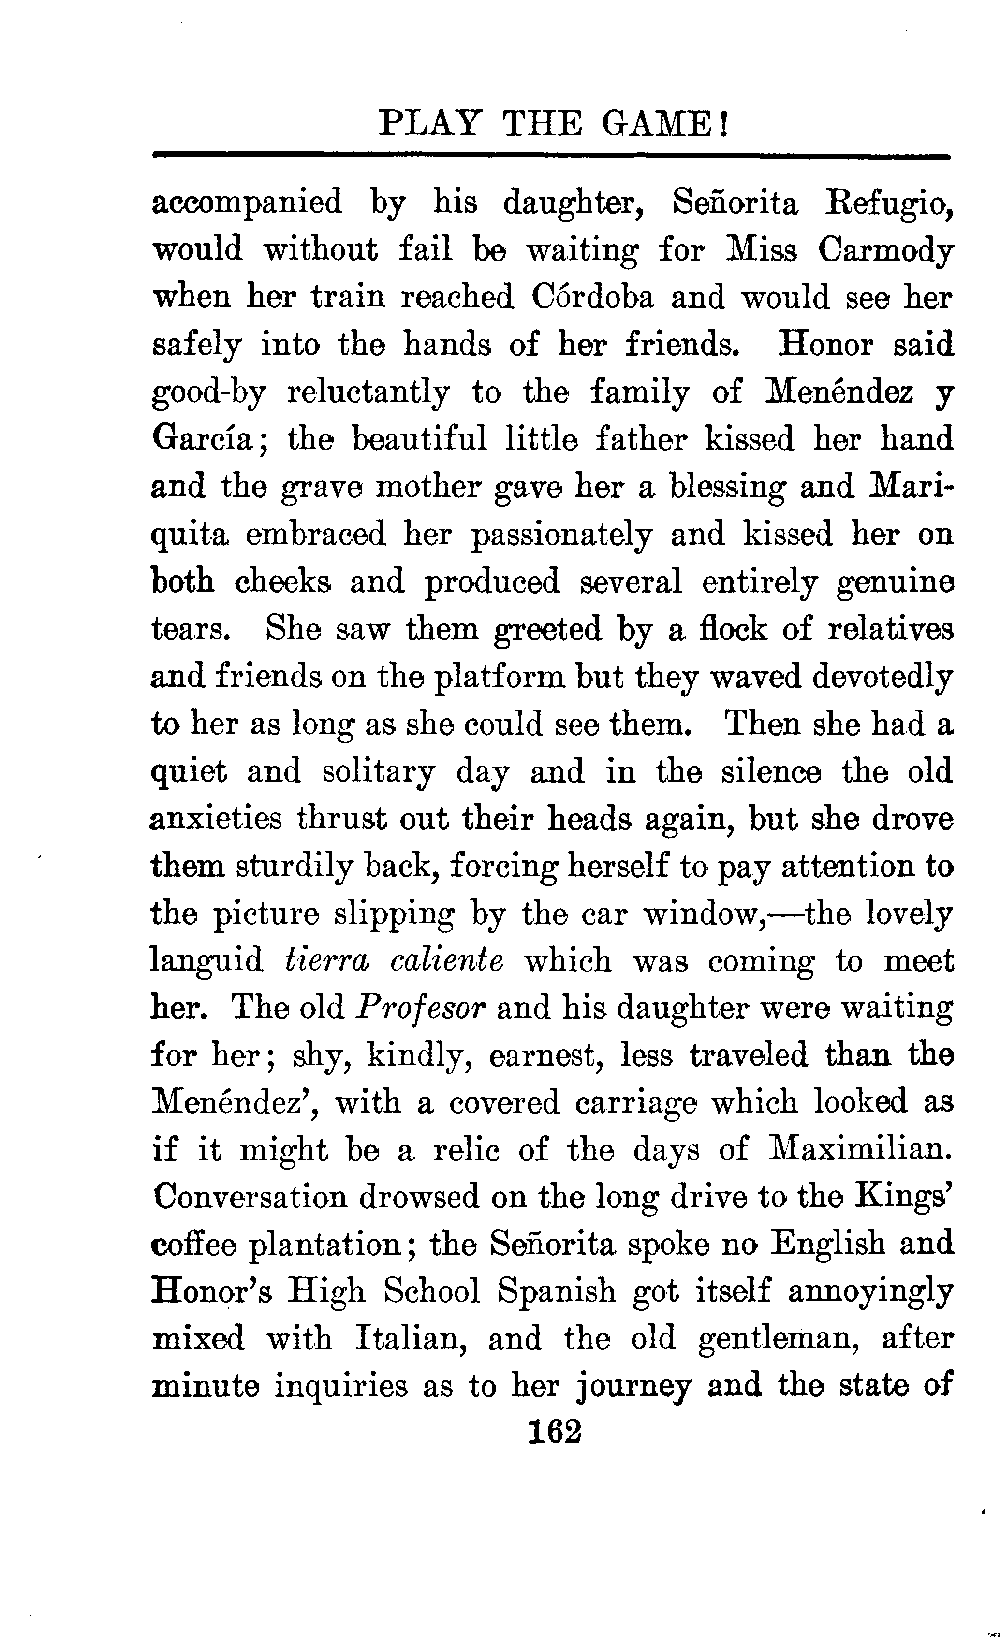 PLAY THE GAME!
accompanied by his daughter, Señorita Refugio,
would without fail be waiting for Miss Carmody
when her train reached Córdoba and would see her
safely into the hands of her friends. Honor said
good-by reluctantly to the family of Menéndez y
García; the beautiful little father kissed her hand
and the grave mother gave her a blessing and Mari-
quita embraced her passionately and kissed her on
both cheeks and produced several entirely genuine
tears. She saw them greeted by a flock of relatives
and friends on the platform but they waved devotedly
to her as long as she could see them. Then she had a
quiet and solitary day and in the silence the old
anxieties thrust out their heads again, but she drove
them sturdily back, forcing herself to pay attention to
the picture slipping by the car window,—the lovely
languid tierra caliente which was coming to meet
her. The old Profesor and his daughter were waiting
for her; shy, kindly, earnest, less traveled than the
Menéndez’, with a covered carriage which looked as
if it might be a relic of the days of Maximilian.
Conversation drowsed on the long drive to the Kings’
coffee plantation; the Señorita spoke no English and
Honor’s High School Spanish got itself annoyingly
mixed with Italian, and the old gentleman, after
minute inquiries as to her journey and the state of
162